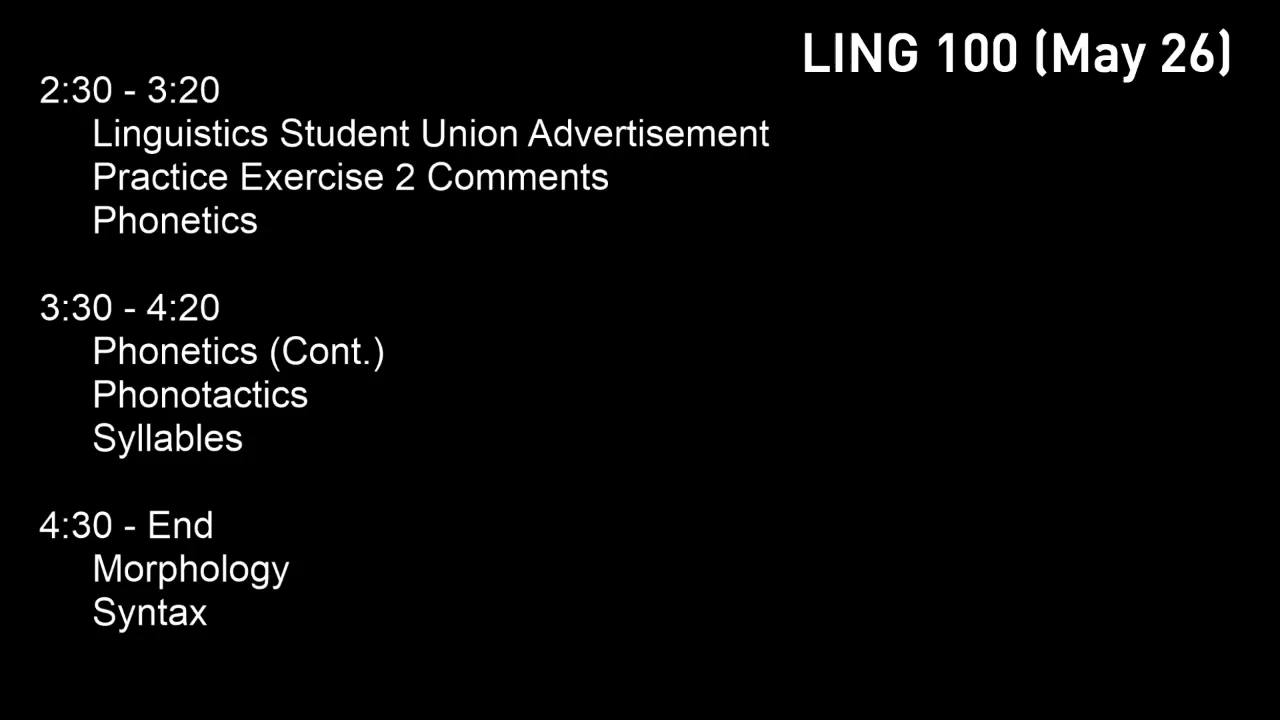 LING 100 (May 26)
2:30 - 3:20
Linguistics Student Union Advertisement
Practice Exercise 2 Comments
Phonetics
3:30 - 4:20
Phonetics (Cont.)
Phonotactics
Syllables
4:30 - End
Morphology
Syntax